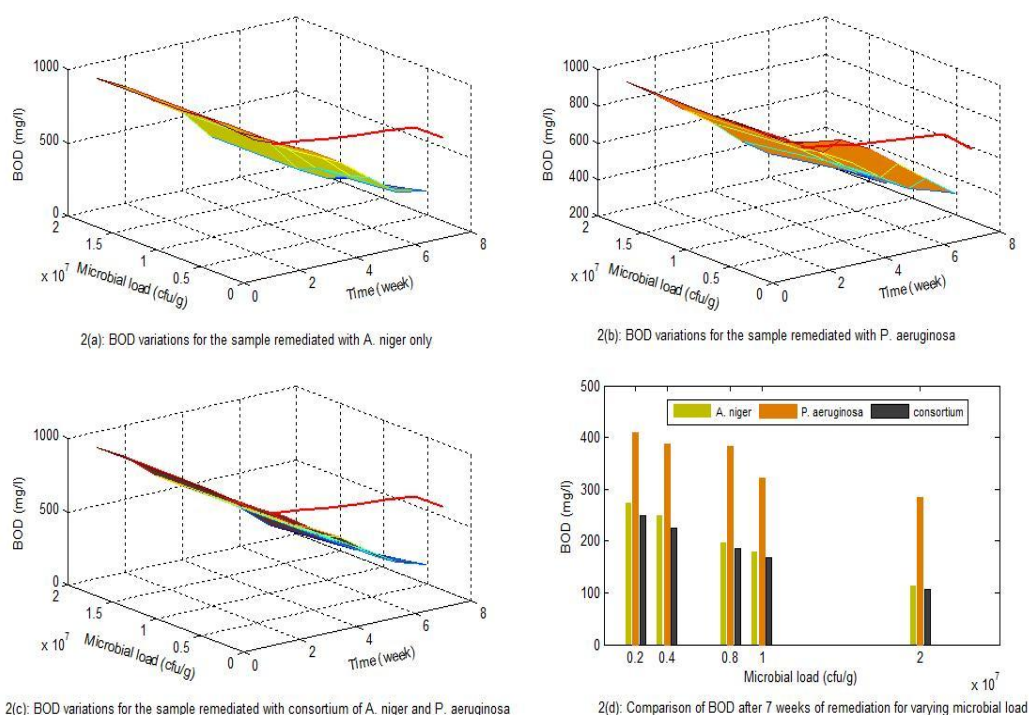 1000
500
0
BOD (mg/l)
2
1.5
1
0.5
0
x 10^7
Microbial load (cfu/g)
0
2
4
6
8
Time (week)
2(a): BOD variations for the sample remediated with A. niger only
1000
800
600
400
200
BOD (mg/l)
2
1.5
1
0.5
0
x 10^7
Microbial load (cfu/g)
0
2
4
6
8
Time (week)
2(b): BOD variations for the sample remediated with P. aeruginosa
1000
500
0
BOD (mg/l)
2
1.5
1
0.5
0
x 10^7
Microbial load (cfu/g)
0
2
4
6
8
Time (week)
2(c): BOD variations for the sample remediated with consortium of A. niger and P. aeruginosa
500
400
300
200
100
0
BOD (mg/l)
A. niger P. aeruginosa consortium
0.2 0.4 0.8 1 2
Microbial load (cfu/g)
x 10^7
2(d): Comparison of BOD after 7 weeks of remediation for varying microbial load